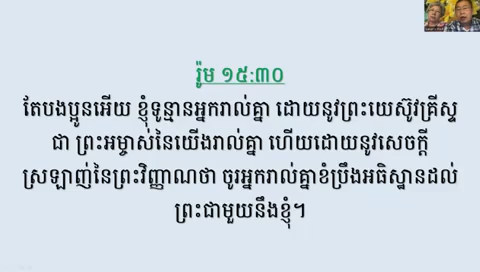 រ៉ូម ១៥:៣០
តែបងប្អូនអើយ ខ្ញុំទូន្មានអ្នករាល់គ្នា ដោយនូវព្រះយេស៊ូវគ្រីស្ទ
ជា ព្រះអម្ចាស់នៃយើងរាល់គ្នា ហើយដោយនូវសេចក្ដី
ស្រឡាញ់នៃព្រះវិញ្ញាណថា ចូរអ្នករាល់គ្នាខំប្រឹងអធិស្ឋានដល់
ព្រះជាមួយនឹងខ្ញុំ។